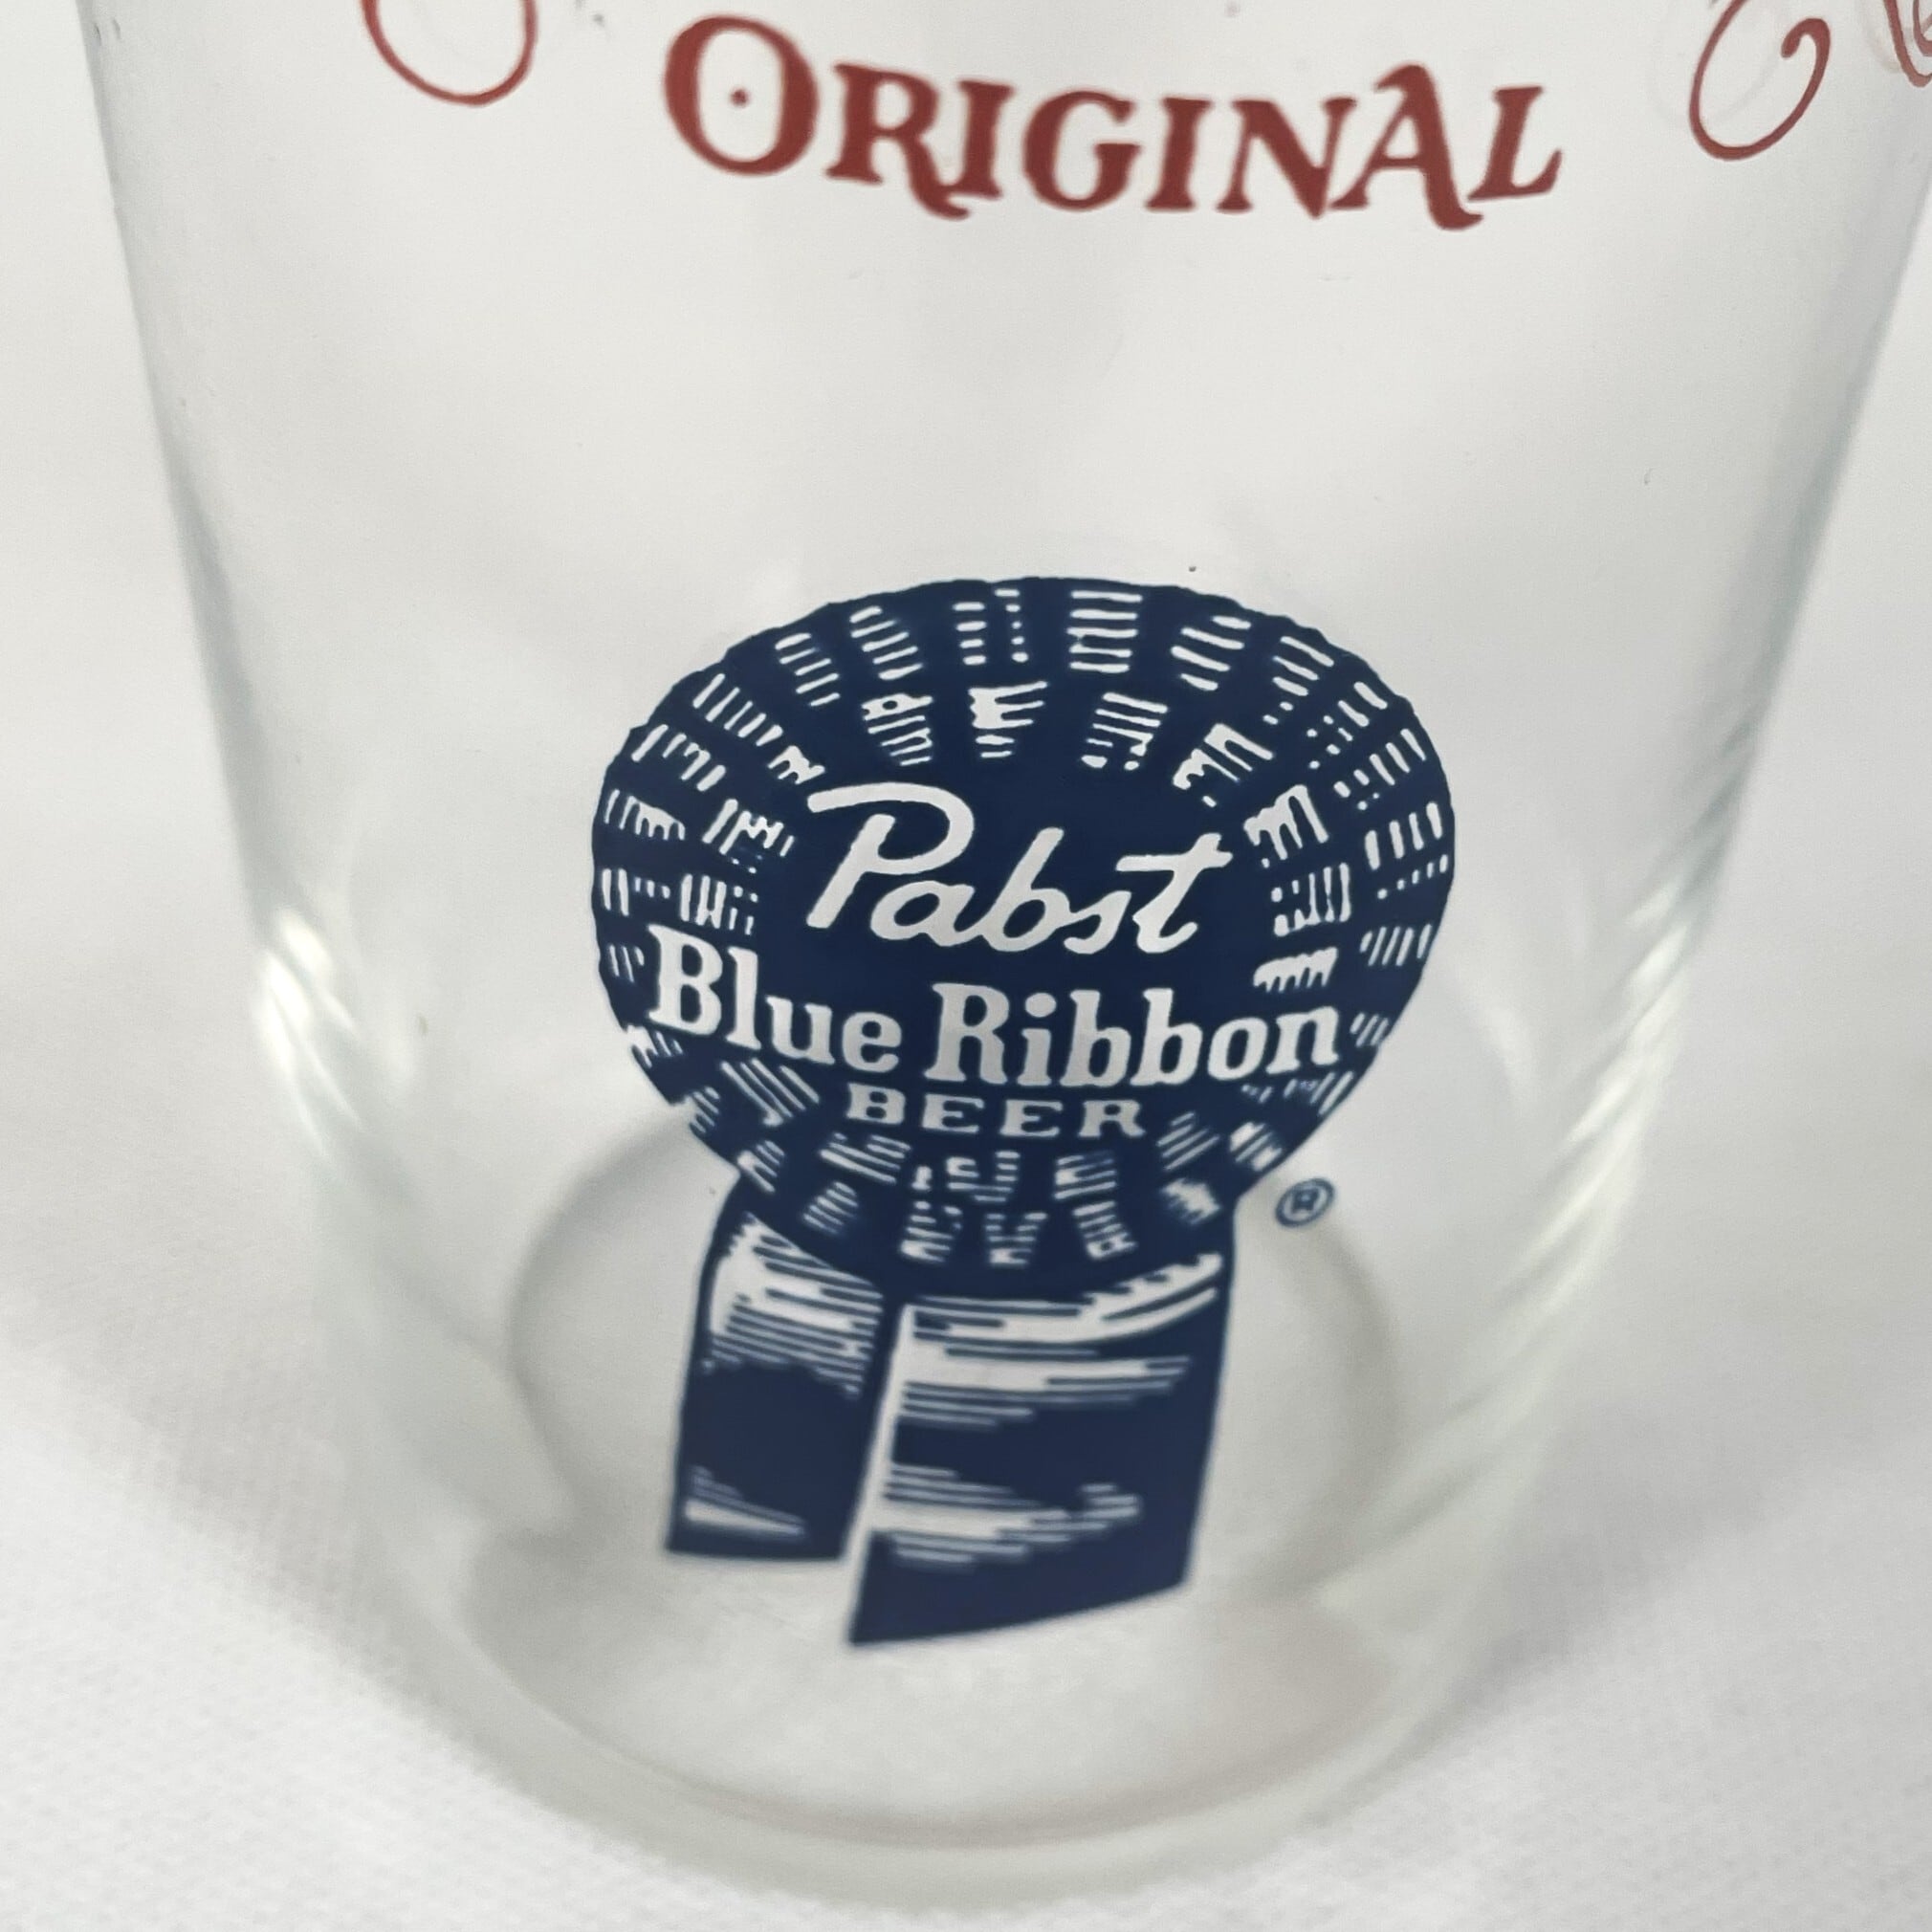 ORIGINAL
Pabst
Blue Ribbon
BEER
®